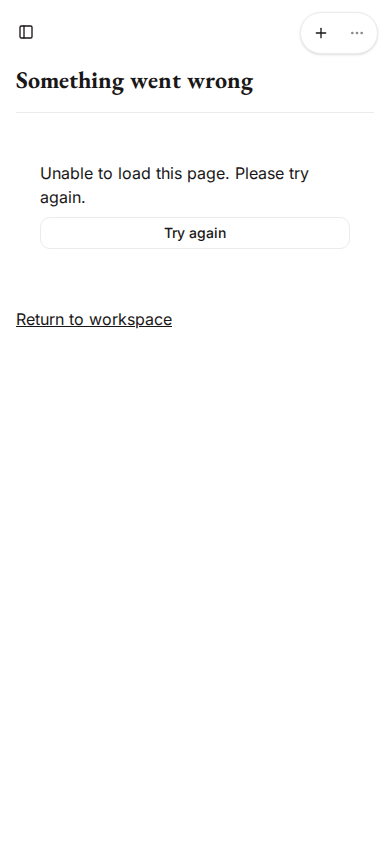 Something went wrong
Unable to load this page. Please try
again.
Try again
Return to workspace